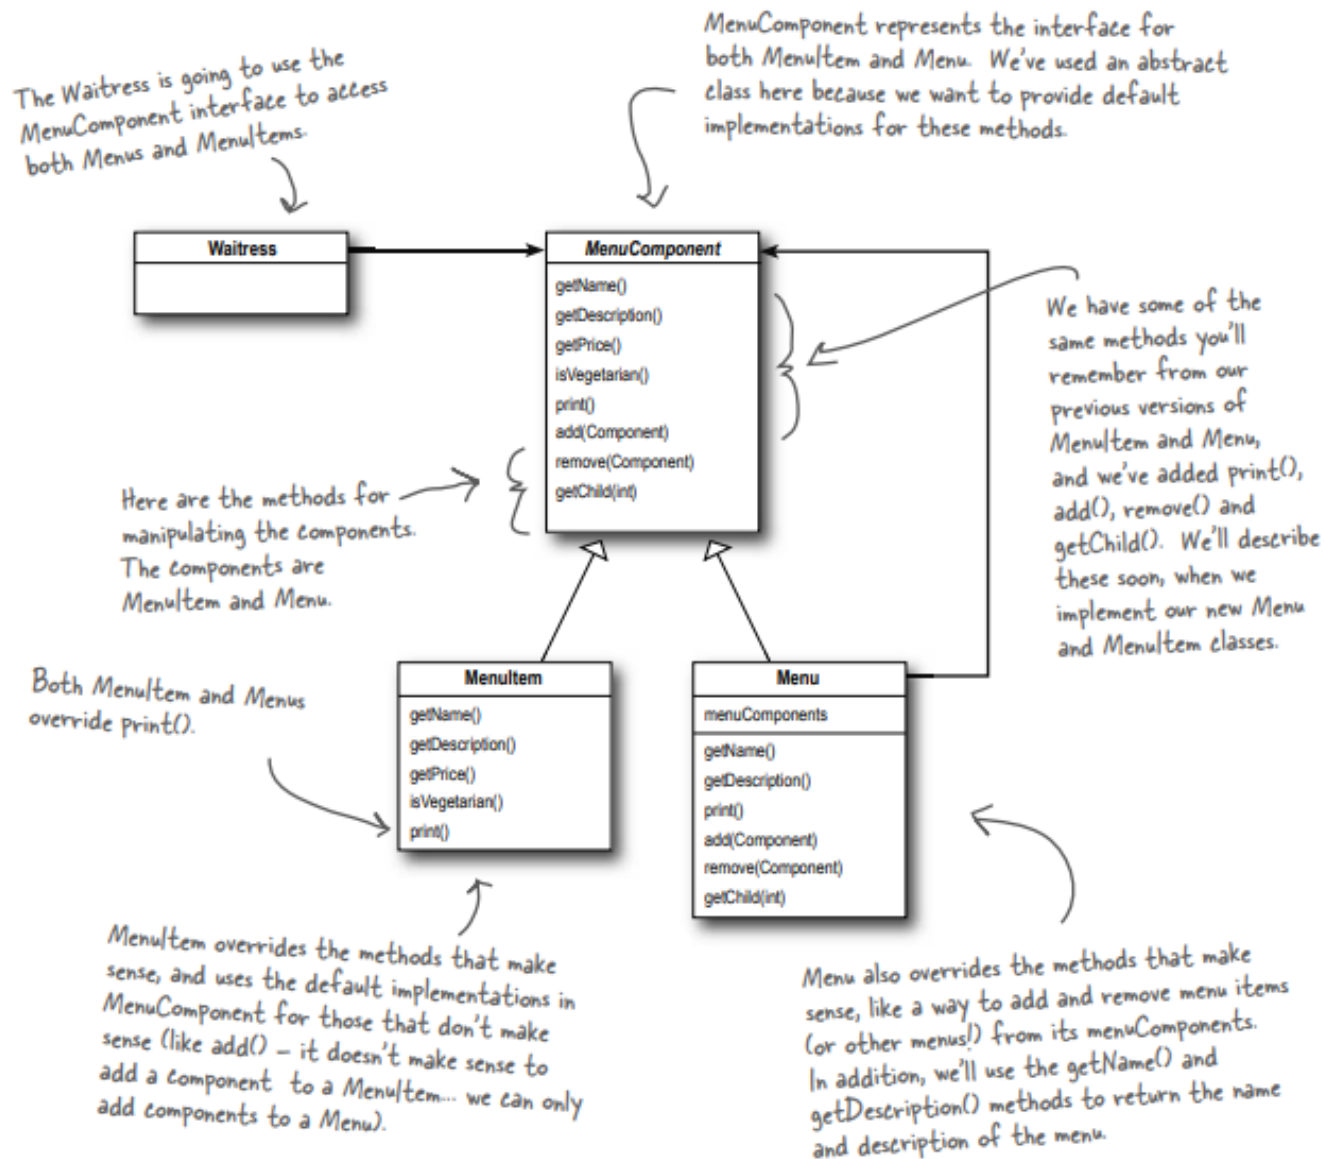 MenuComponent represents the interface for
both MenuItem and Menu. We've used an abstract
class here because we want to provide default
implementations for these methods.
The Waitress is going to use the
MenuComponent interface to access
both Menus and MenuItems.
Waitress
MenuComponent
getName()
getDescription()
getPrice()
isVegetarian()
print()
add(Component)
remove(Component)
getChild(int)
We have some of the
same methods you'll
remember from our
previous versions of
MenuItem and Menu,
and we've added print(),
add(), remove() and
getChild(). We'll describe
these soon, when we
implement our new Menu
and MenuItem classes.
Here are the methods for
manipulating the components.
The components are
MenuItem and Menu.
Both MenuItem and Menus
override print().
MenuItem
getName()
getDescription()
getPrice()
isVegetarian()
print()
Menu
menuComponents
getName()
getDescription()
print()
add(Component)
remove(Component)
getChild(int)
MenuItem overrides the methods that make
sense, and uses the default implementations in
MenuComponent for those that don't make
sense (like add() – it doesn't make sense to
add a component to a MenuItem... we can only
add components to a Menu).
Menu also overrides the methods that make
sense, like a way to add and remove menu items
(or other menus!) from its menuComponents.
In addition, we'll use the getName() and
getDescription() methods to return the name
and description of the menu.